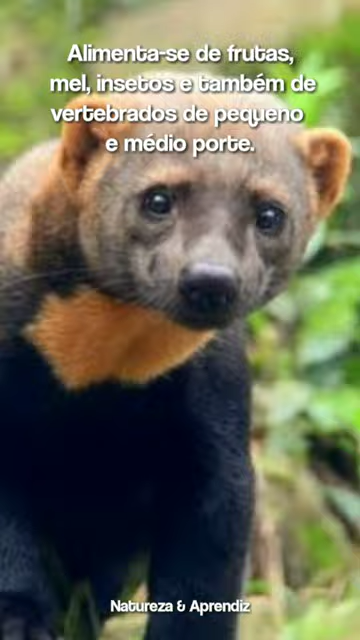 Alimenta-se de frutas,
mel, insetos e também de
vertebrados de pequeno
e médio porte.
Natureza & Aprendiz